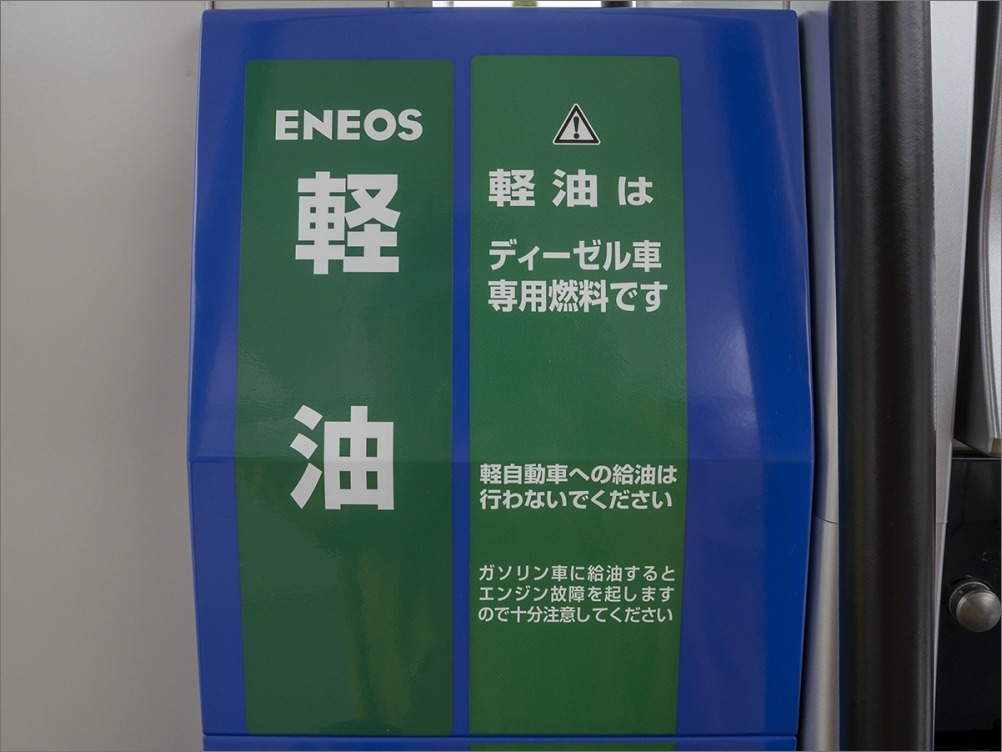 ENEOS
軽
油
軽油は
ディーゼル車
専用燃料です
軽自動車への給油は
行わないでください
ガソリン車に給油すると
エンジン故障を起します
ので十分注意してください